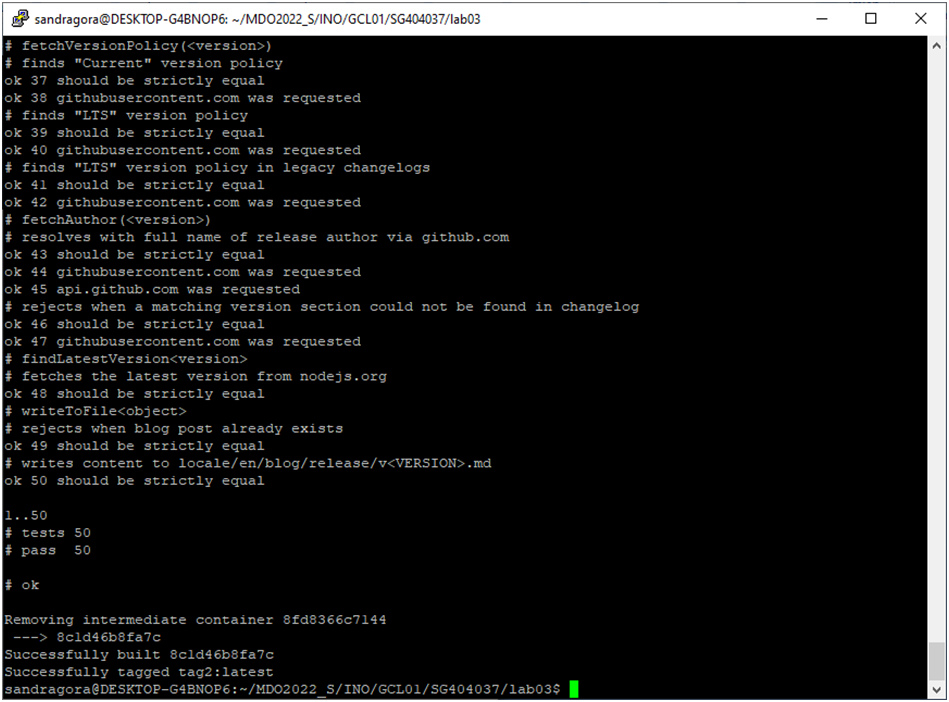 sandragora@DESKTOP-G4BNOP6: ~/MDO2022_S/INO/GCL01/SG404037/lab03
# fetchVersionPolicy(<version>)
# finds "Current" version policy
ok 37 should be strictly equal
ok 38 githubusercontent.com was requested
# finds "LTS" version policy
ok 39 should be strictly equal
ok 40 githubusercontent.com was requested
# finds "LTS" version policy in legacy changelogs
ok 41 should be strictly equal
ok 42 githubusercontent.com was requested
# fetchAuthor(<version>)
# resolves with full name of release author via github.com
ok 43 should be strictly equal
ok 44 githubusercontent.com was requested
ok 45 api.github.com was requested
# rejects when a matching version section could not be found in changelog
ok 46 should be strictly equal
ok 47 githubusercontent.com was requested
# findLatestVersion<version>
# fetches the latest version from nodejs.org
ok 48 should be strictly equal
# writeToFile<object>
# rejects when blog post already exists
ok 49 should be strictly equal
# writes content to locale/en/blog/release/v<VERSION>.md
ok 50 should be strictly equal
1..50
# tests 50
# pass  50
# ok
Removing intermediate container 8fd8366c7144
 ---> 8c1d46b8fa7c
Successfully built 8c1d46b8fa7c
Successfully tagged tag2:latest
sandragora@DESKTOP-G4BNOP6:~/MDO2022_S/INO/GCL01/SG404037/lab03$